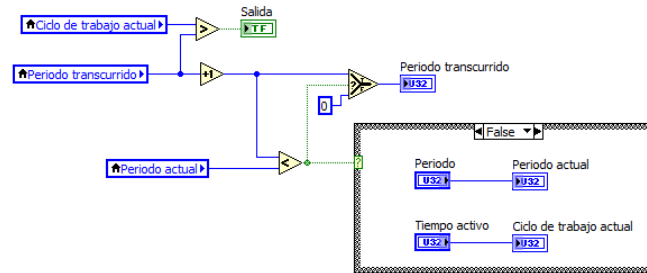 Salida
Ciclo de trabajo actual
TF
>
Periodo transcurrido
+1
Periodo transcurrido
U32
?
T
F
0
False
<
Periodo actual
?
Periodo
Periodo actual
U32
U32
Tiempo activo
Ciclo de trabajo actual
U32
U32